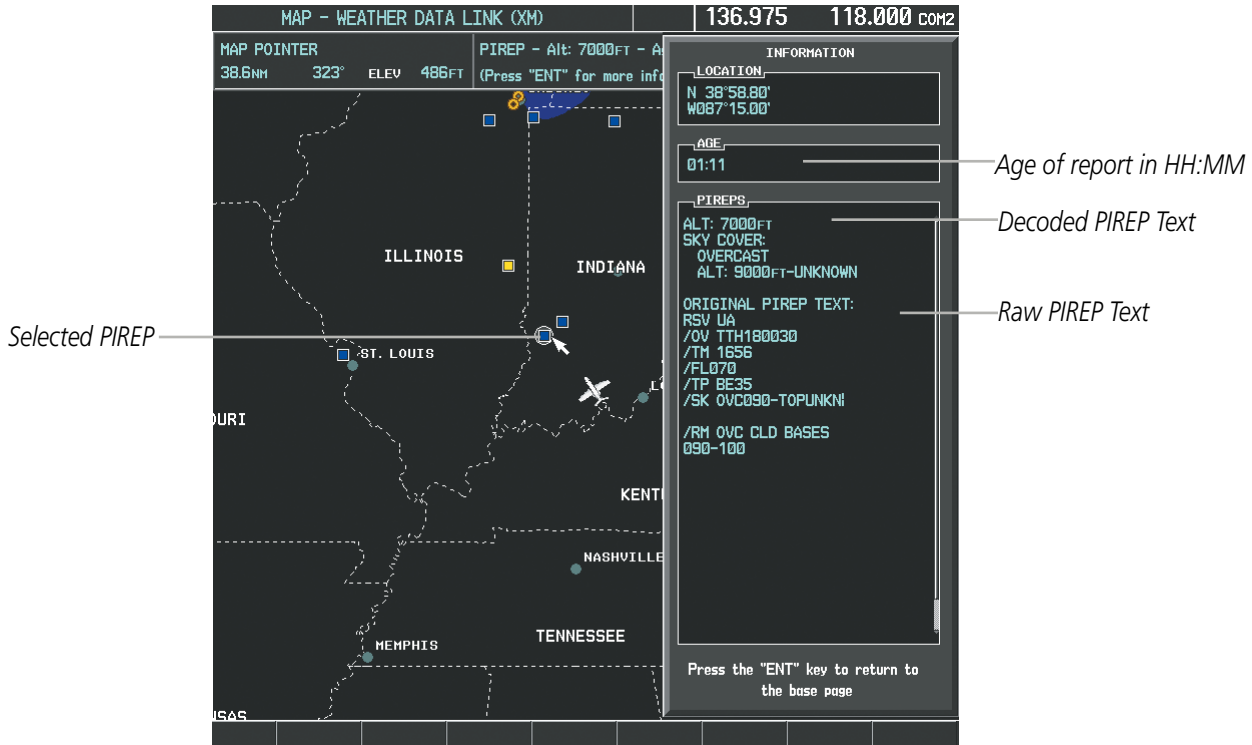 MAP - WEATHER DATA LINK (XM)
136.975 118.000 COM2
MAP POINTER
38.6NM 323° ELEV 486FT
PIREP - Alt: 7000FT - A
(Press "ENT" for more info
INFORMATION
LOCATION
N 38°58.80'
W087°15.00'
AGE
01:11
Age of report in HH:MM
PIREPS
ALT: 7000FT
Decoded PIREP Text
SKY COVER:
OVERCAST
ALT: 9000FT-UNKNOWN
ORIGINAL PIREP TEXT:
Raw PIREP Text
RSV UA
/OV TTH180030
/TM 1656
/FL070
/TP BE35
/SK OVC090-TOPUNKN
/RM OVC CLD BASES
090-100
Press the "ENT" key to return to
the base page
ILLINOIS
INDIANA
Selected PIREP
ST. LOUIS
LO
OURI
KENT
NASHVILLE
TENNESSEE
MEMPHIS
NSAS